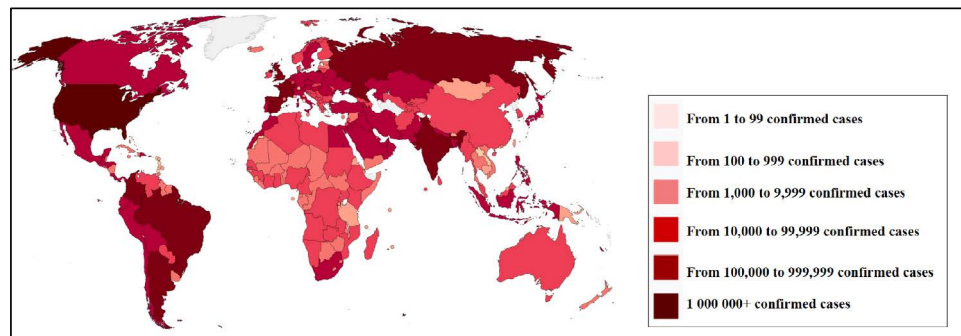 From 1 to 99 confirmed cases
From 100 to 999 confirmed cases
From 1,000 to 9,999 confirmed cases
From 10,000 to 99,999 confirmed cases
From 100,000 to 999,999 confirmed cases
1 000 000+ confirmed cases